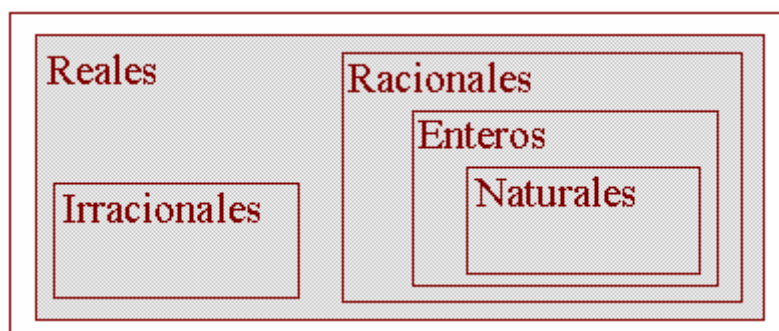 Reales
Racionales
Enteros
Naturales
Irracionales